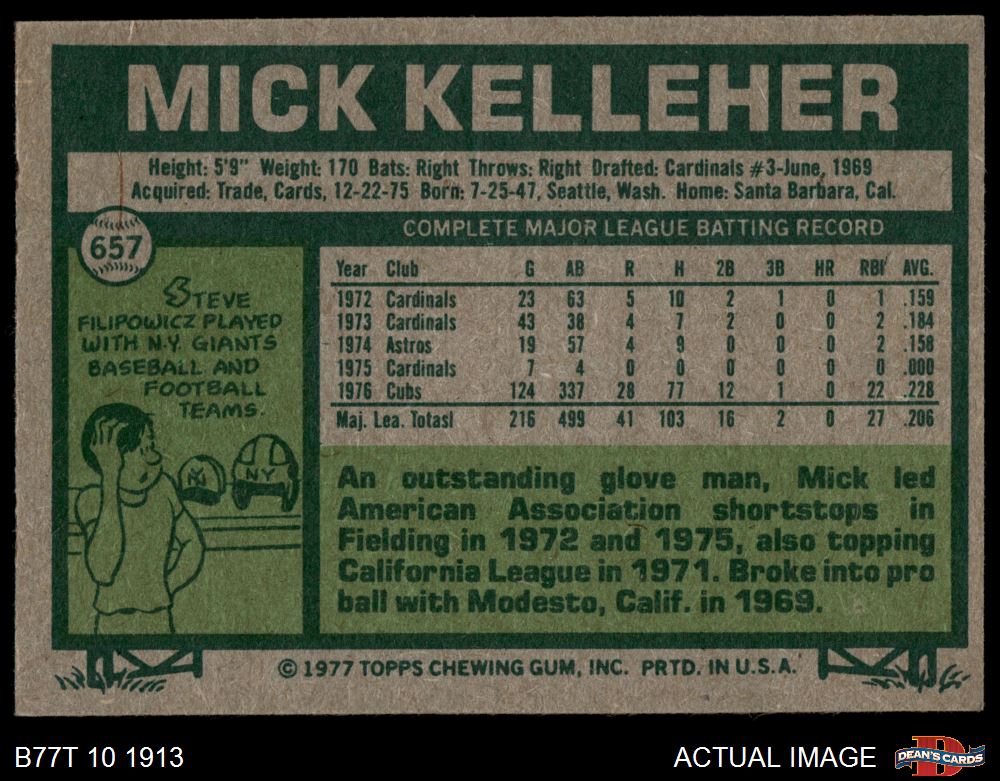 MICK KELLEHER
Height: 5'9" Weight: 170 Bats: Right Throws: Right Drafted: Cardinals #3-June, 1969
Acquired: Trade, Cards, 12-22-75 Born: 7-25-47, Seattle, Wash. Home: Santa Barbara, Cal.
657
COMPLETE MAJOR LEAGUE BATTING RECORD
Year Club G AB R H 2B 3B HR RBI AVG.
1972 Cardinals 23 63 5 10 2 1 0 1 .159
1973 Cardinals 43 38 4 7 2 0 0 2 .184
1974 Astros 19 57 4 9 0 0 0 2 .158
1975 Cardinals 7 4 0 0 0 0 0 0 .000
1976 Cubs 124 337 28 77 12 1 0 22 .228
Maj. Lea. Totasl 216 499 41 103 16 2 0 27 .206
STEVE
FILIPOWICZ PLAYED
WITH N.Y. GIANTS
BASEBALL AND
FOOTBALL
TEAMS.
NY
NY
An outstanding glove man, Mick led
American Association shortstops in
Fielding in 1972 and 1975, also topping
California League in 1971. Broke into pro
ball with Modesto, Calif. in 1969.
© 1977 TOPPS CHEWING GUM, INC. PRTD. IN U.S.A.
B77T 10 1913
ACTUAL IMAGE
D
DEAN'S CARDS